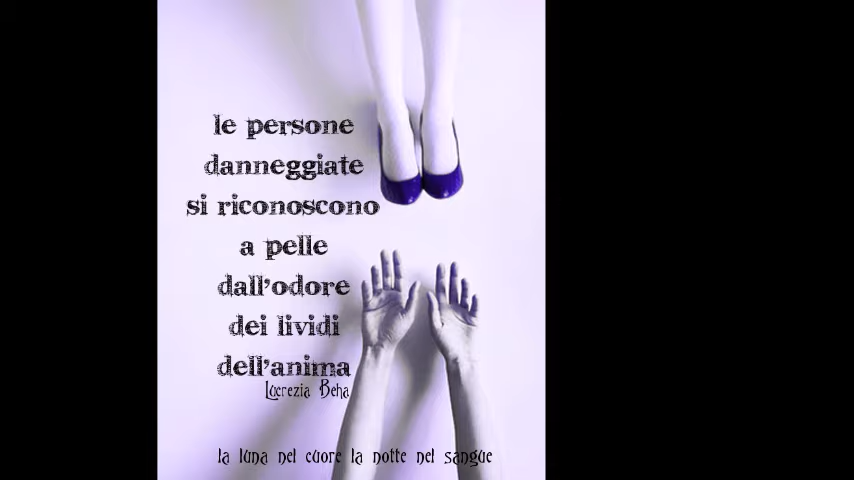 le persone
danneggiate
si riconoscono
a pelle
dall'odore
dei lividi
dell'anima
Lucrezia Beha
la luna nel cuore la notte nel sangue